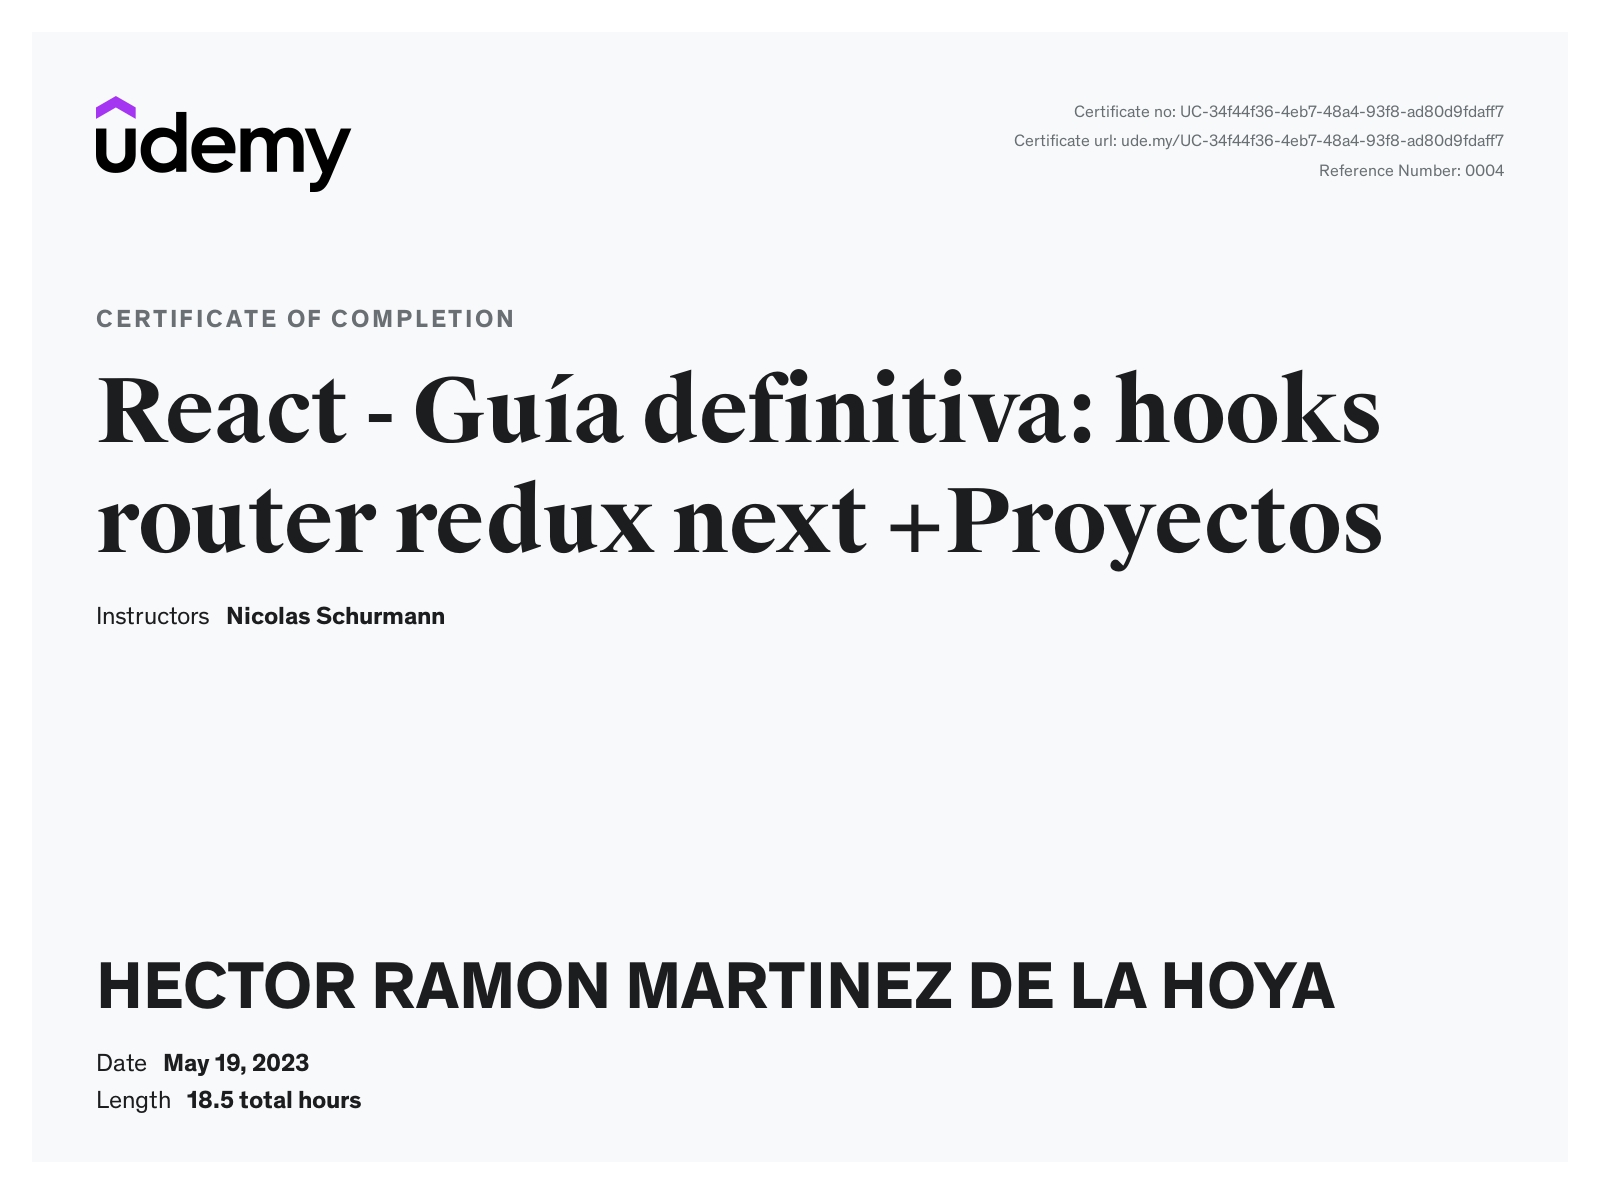 udemy
Certificate no: UC-34f44f36-4eb7-48a4-93f8-ad80d9fdaff7
Certificate url: ude.my/UC-34f44f36-4eb7-48a4-93f8-ad80d9fdaff7
Reference Number: 0004
CERTIFICATE OF COMPLETION
React - Guía definitiva: hooks
router redux next +Proyectos
Instructors Nicolas Schurmann
HECTOR RAMON MARTINEZ DE LA HOYA
Date May 19, 2023
Length 18.5 total hours